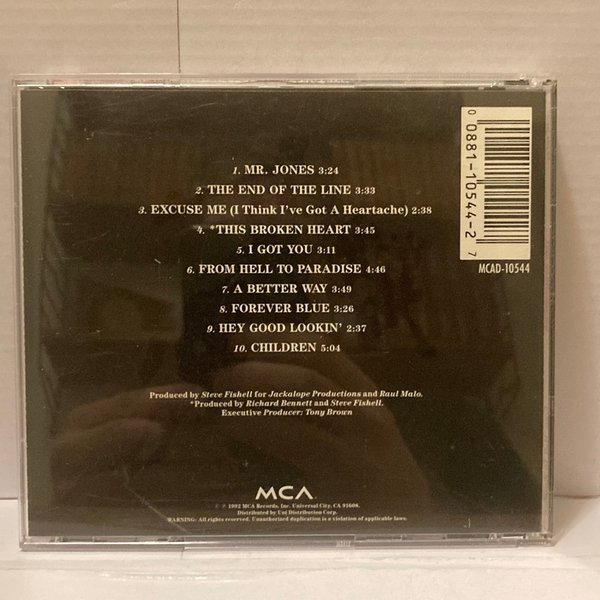 1. MR. JONES 3:24
2. THE END OF THE LINE 3:33
3. EXCUSE ME (I Think I've Got A Heartache) 2:38
4. *THIS BROKEN HEART 3:45
5. I GOT YOU 3:11
6. FROM HELL TO PARADISE 4:46
7. A BETTER WAY 3:49
8. FOREVER BLUE 3:26
9. HEY GOOD LOOKIN' 2:37
10. CHILDREN 5:04
0 0881-10544-2 7
MCAD-10544
Produced by Steve Fishell for Jackalope Productions and Raul Malo.
*Produced by Richard Bennett and Steve Fishell.
Executive Producer: Tony Brown
MCA
© ℗ 1992 MCA Records, Inc. Universal City, CA 91608.
Distributed by Uni Distribution Corp.
WARNING: All rights reserved. Unauthorized duplication is a violation of applicable laws.